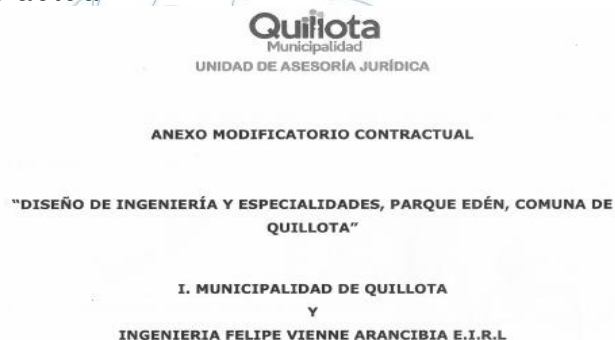 Quillota
Municipalidad
UNIDAD DE ASESORÍA JURÍDICA
ANEXO MODIFICATORIO CONTRACTUAL
"DISEÑO DE INGENIERÍA Y ESPECIALIDADES, PARQUE EDÉN, COMUNA DE
QUILLOTA"
I. MUNICIPALIDAD DE QUILLOTA
Y
INGENIERIA FELIPE VIENNE ARANCIBIA E.I.R.L